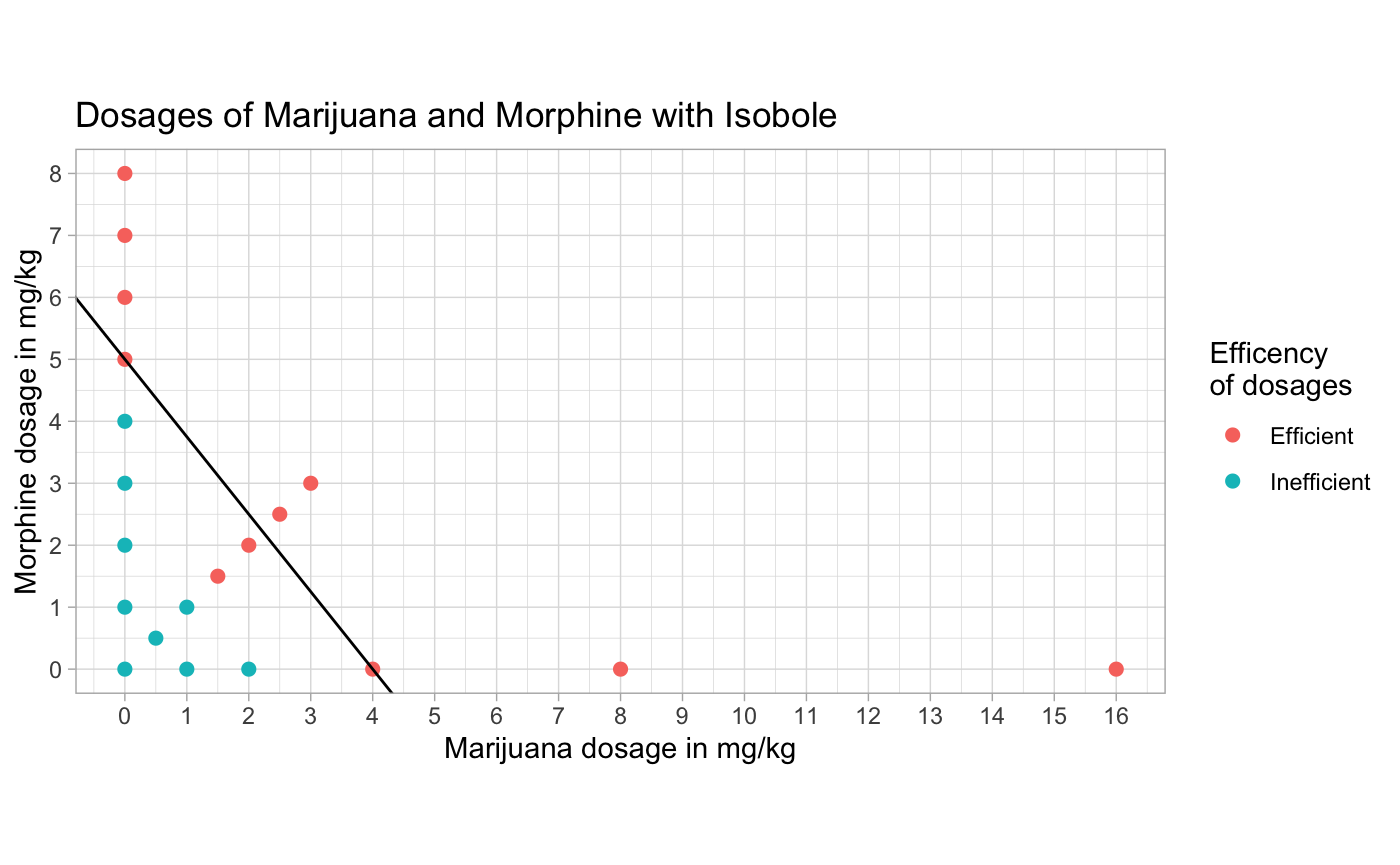 Dosages of Marijuana and Morphine with Isobole
8
7
6
5
4
3
2
1
0
Morphine dosage in mg/kg
0 1 2 3 4 5 6 7 8 9 10 11 12 13 14 15 16
Marijuana dosage in mg/kg
Efficency
of dosages
Efficient
Inefficient